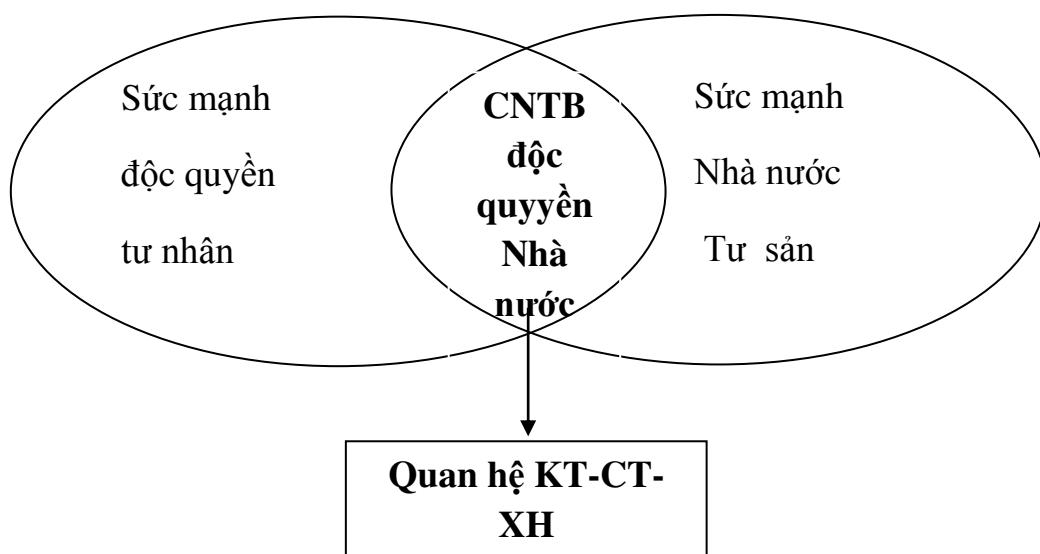 Sức mạnh
độc quyền
tư nhân
CNTB
độc
quyyền
Nhà
nước
Sức mạnh
Nhà nước
Tư sản
Quan hệ KT-CT-
XH